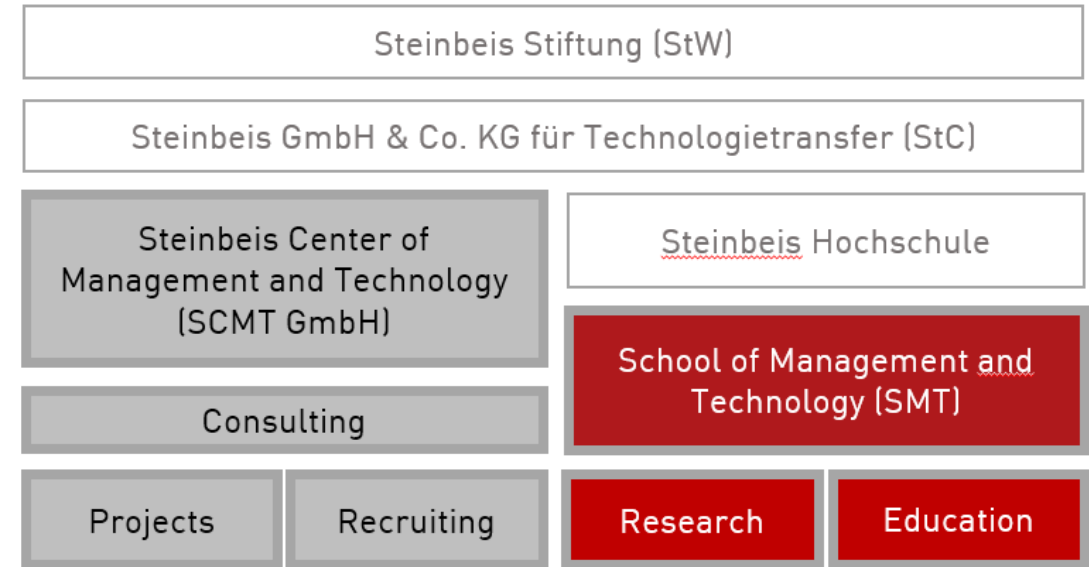 Steinbeis Stiftung (StW)
Steinbeis GmbH & Co. KG für Technologietransfer (StC)
Steinbeis Center of
Management and Technology
(SCMT GmbH)
Steinbeis Hochschule
School of Management and
Technology (SMT)
Consulting
Projects
Recruiting
Research
Education